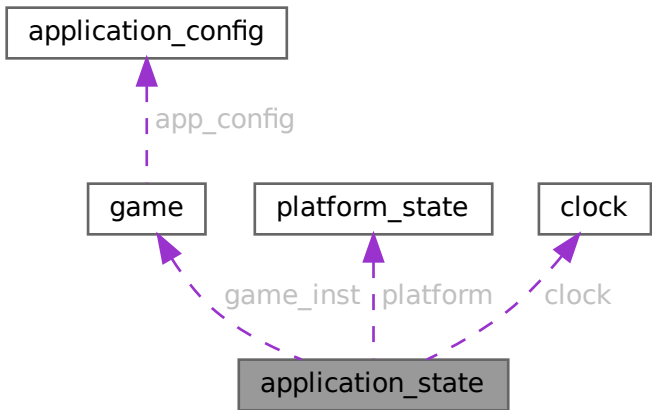 application_config
app_config
game
platform_state
clock
game_inst
platform
clock
application_state